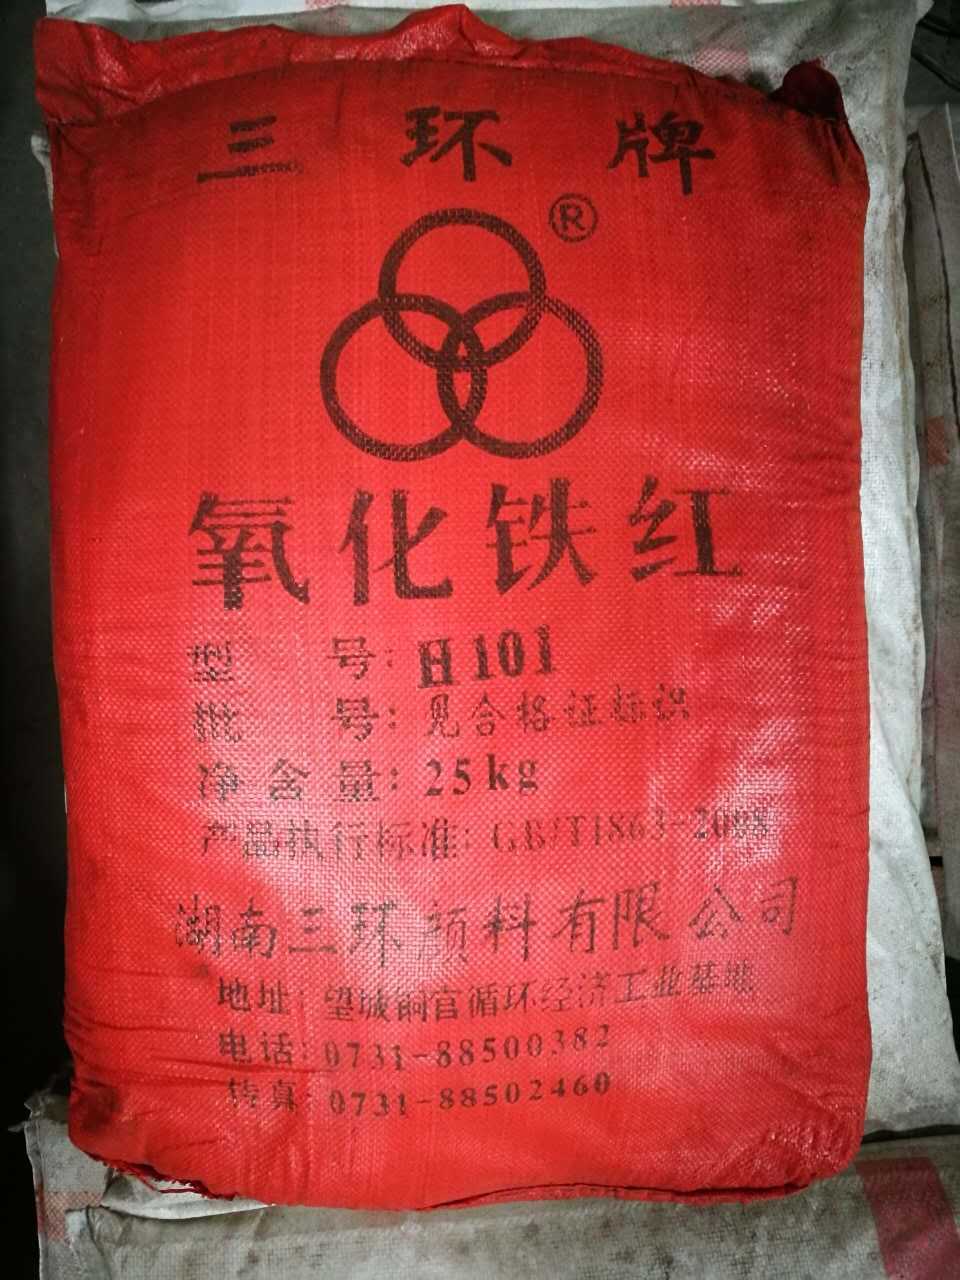 三环牌
®
氧化铁红
型 号: H101
批 号: 见合格证标识
净含量: 25kg
产品执行标准: GB/T1863-2008
湖南三环颜料有限公司
地址: 望城铜官循环经济工业基地
电话: 0731-88500382
传真: 0731-88502460